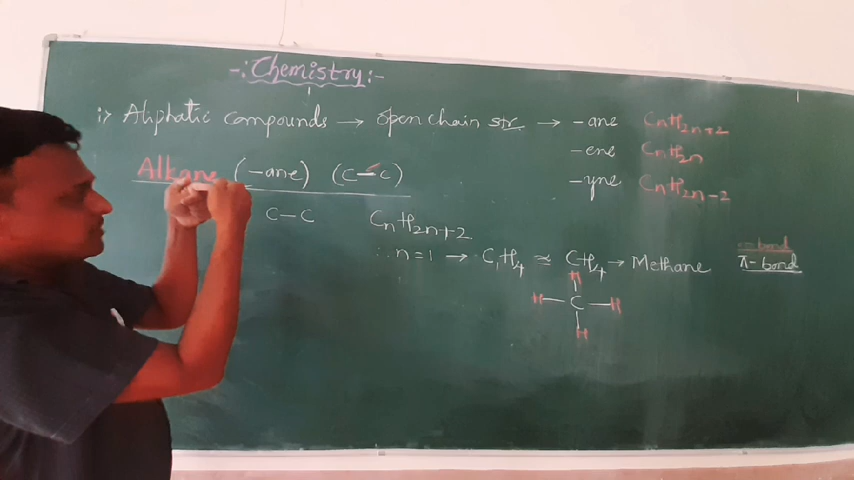 -:Chemistry:-
i:> Aliphatic compounds → open chain str. → -ane CnH2n+2
-ene CnH2n
-yne CnH2n-2
Alkane (-ane) (C-C)
C-C CnH2n+2
∴ n=1 → C1H4 ≈ CH4 → Methane
π-bond
H
H-C-H
H